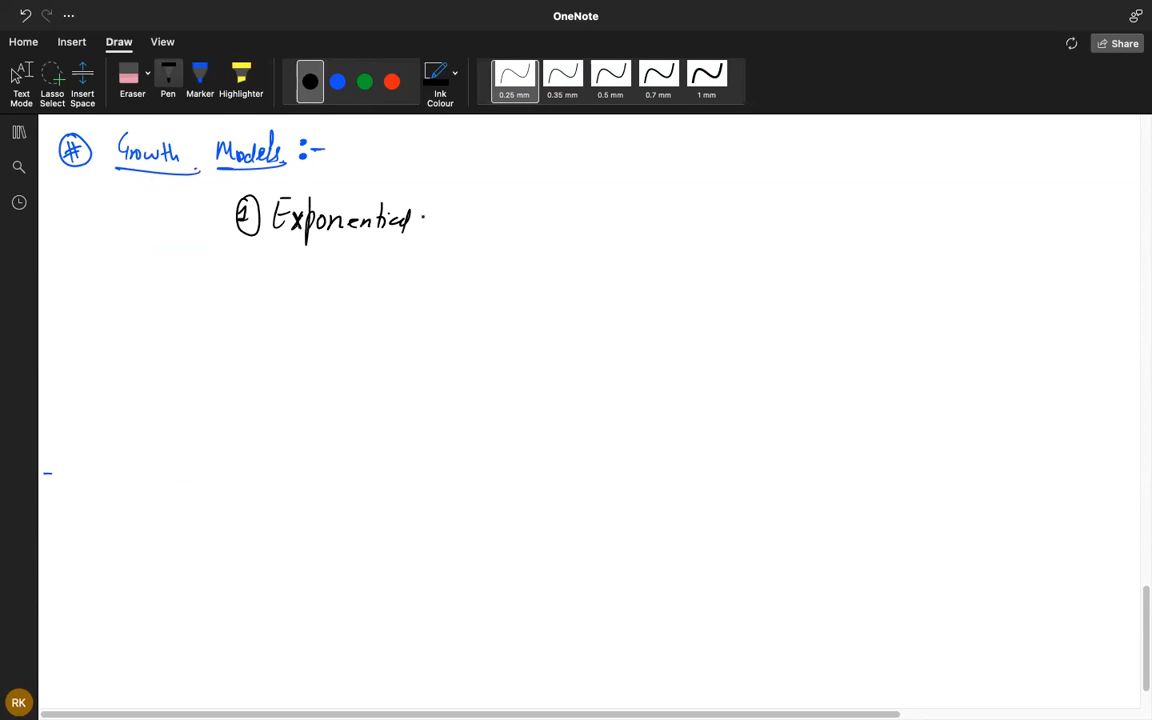 OneNote
Home Insert Draw View
Share
Text Mode
Lasso Select
Insert Space
Eraser
Pen
Marker
Highlighter
Ink Colour
0.25 mm 0.35 mm 0.5 mm 0.7 mm 1 mm
# Growth Models :-
1 Exponential
RK